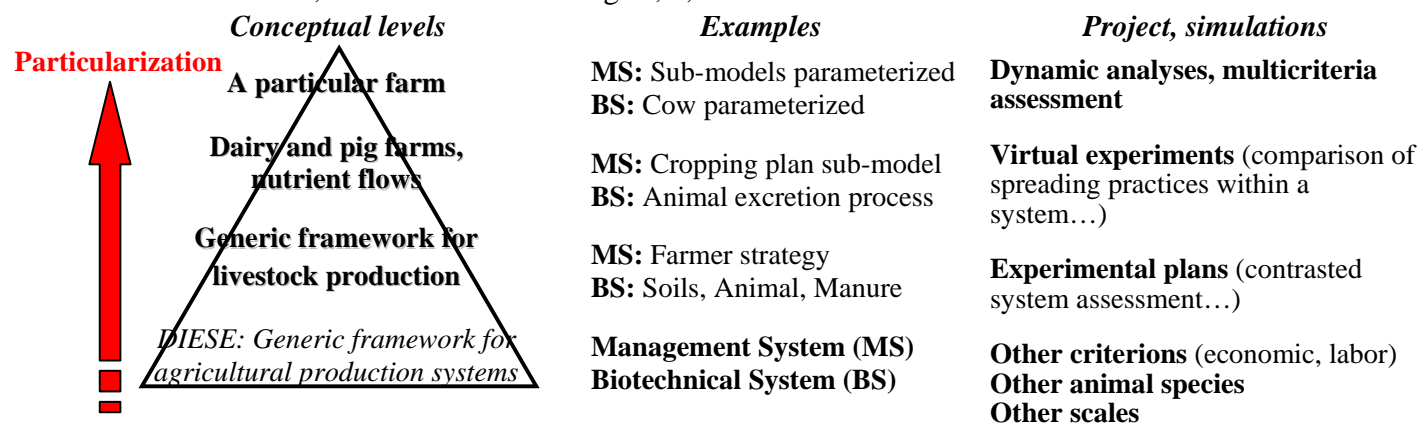 Conceptual levels
Examples
Project, simulations
Particularization
A particular farm
Dairy and pig farms,
nutrient flows
Generic framework for
livestock production
DIESE: Generic framework for
agricultural production systems
MS: Sub-models parameterized
BS: Cow parameterized
MS: Cropping plan sub-model
BS: Animal excretion process
MS: Farmer strategy
BS: Soils, Animal, Manure
Management System (MS)
Biotechnical System (BS)
Dynamic analyses, multicriteria
assessment
Virtual experiments (comparison of
spreading practices within a
system…)
Experimental plans (contrasted
system assessment…)
Other criterions (economic, labor)
Other animal species
Other scales